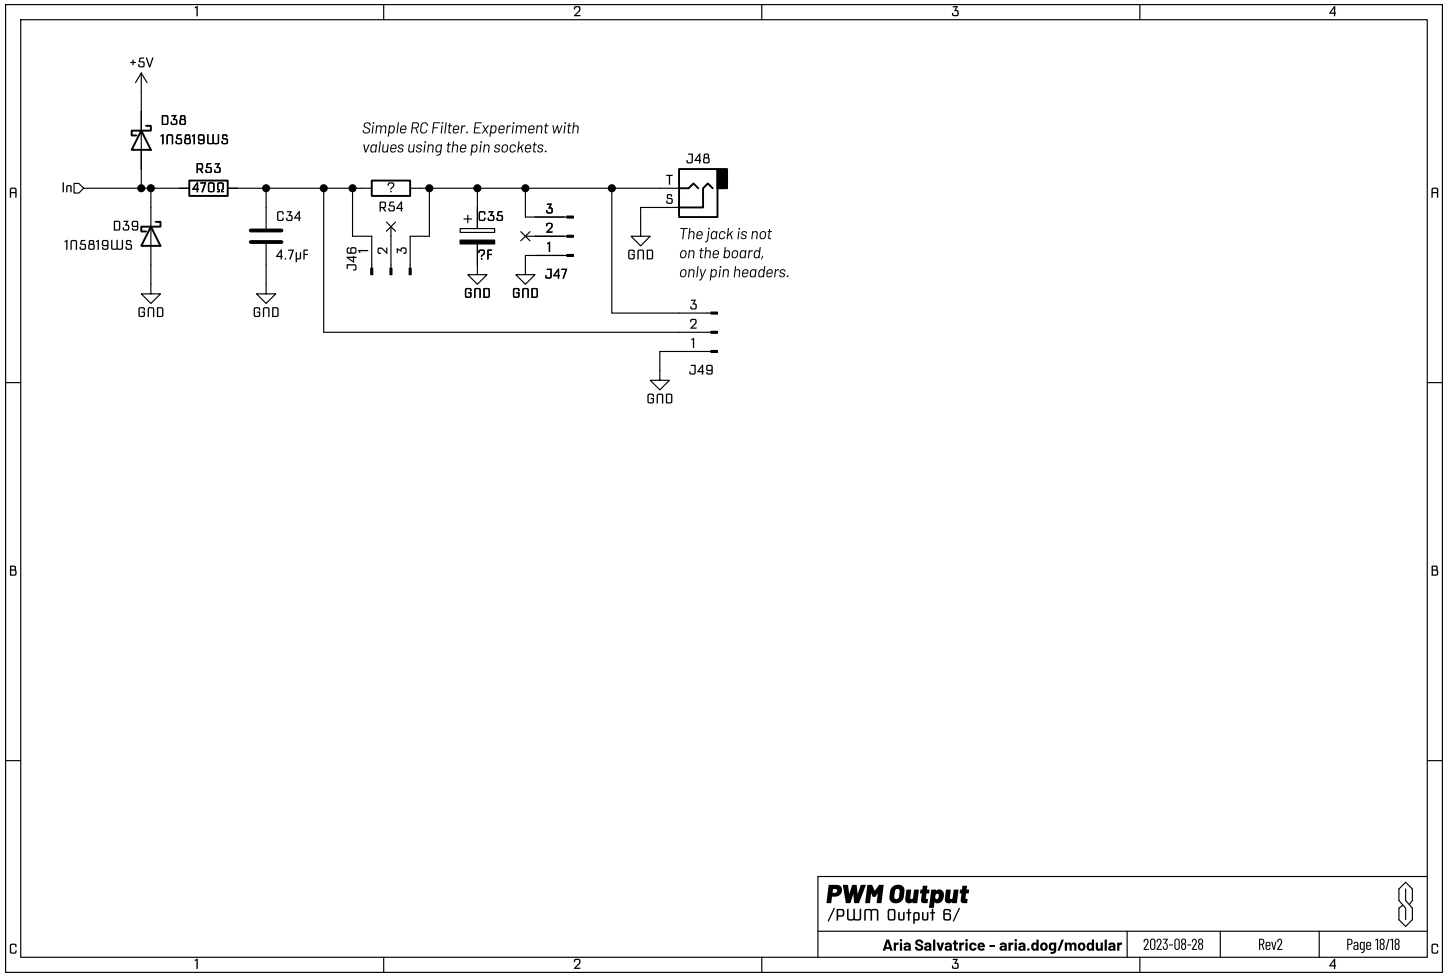 1
2
3
4
+5V
D38
1N5819WS
Simple RC Filter. Experiment with
values using the pin sockets.
R53
J48
A
In
470Ω
?
T
A
R54
S
D39
1N5819WS
C34
4.7µF
J46
1
2
3
+
C35
?F
3
2
1
J47
GND
The jack is not
on the board,
only pin headers.
GND
GND
GND
GND
3
2
1
J49
GND
B
B
PWM Output
/PWM Output 6/
C
Aria Salvatrice - aria.dog/modular
2023-08-28
Rev2
Page 18/18
C
1
2
3
4